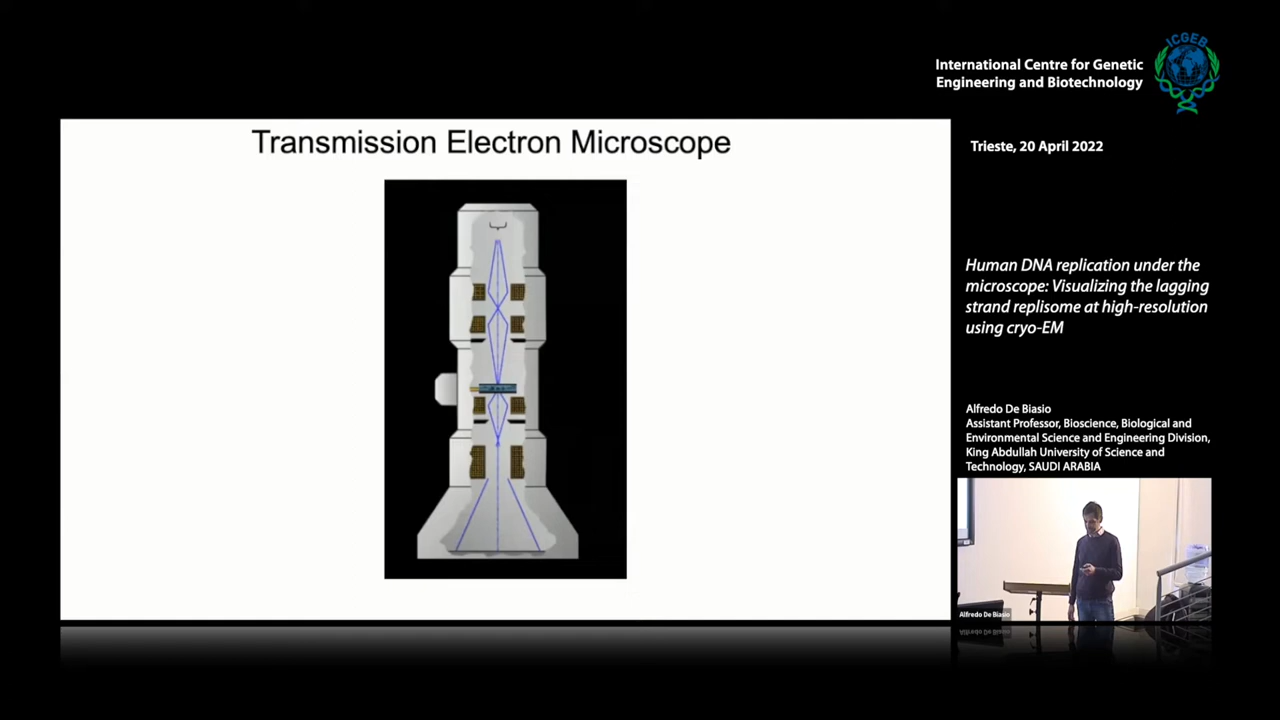 ICGEB
International Centre for Genetic
Engineering and Biotechnology
Transmission Electron Microscope
Trieste, 20 April 2022
Human DNA replication under the
microscope: Visualizing the lagging
strand replisome at high-resolution
using cryo-EM
Alfredo De Biasio
Assistant Professor, Bioscience, Biological and
Environmental Science and Engineering Division,
King Abdullah University of Science and
Technology, SAUDI ARABIA
Alfredo De Biasio